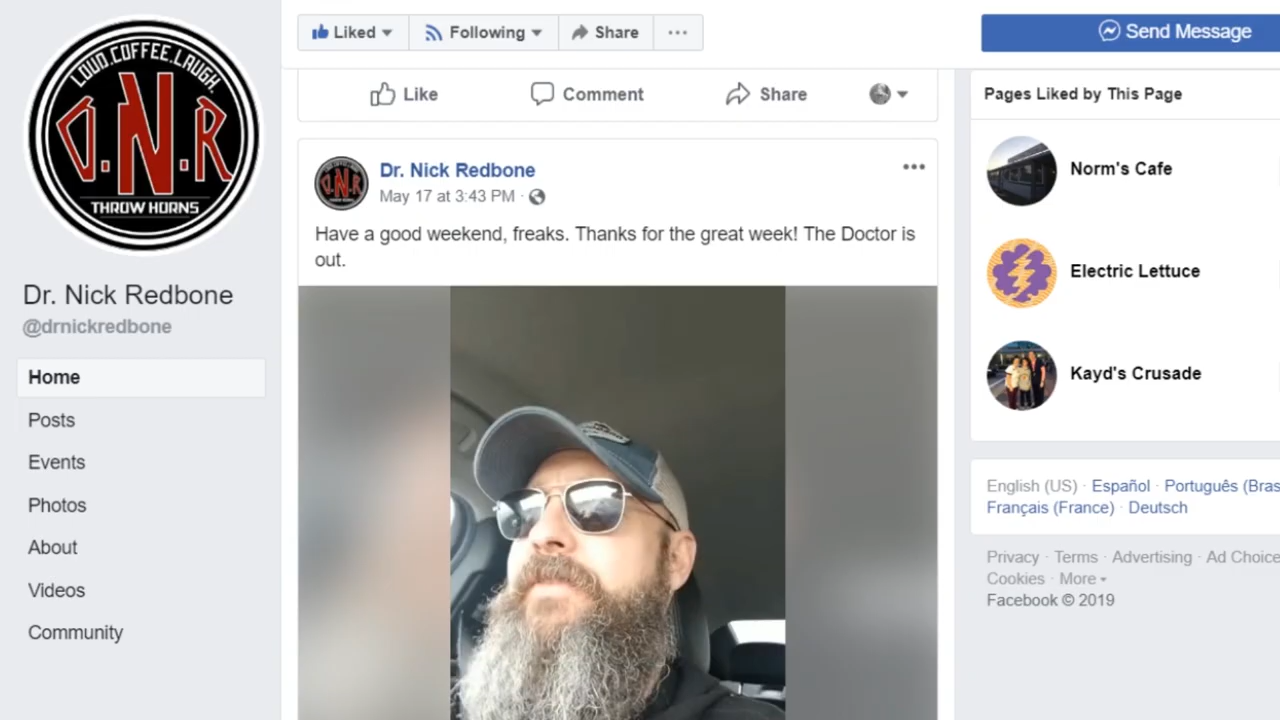 LOUD.COFFEE.LAUGH.
D.N.R
THROW HORNS
Dr. Nick Redbone
@drnickredbone
Home
Posts
Events
Photos
About
Videos
Community
Liked
Following
Share
Send Message
Like
Comment
Share
Dr. Nick Redbone
May 17 at 3:43 PM ·
Have a good weekend, freaks. Thanks for the great week! The Doctor is
out.
D.N.R
Pages Liked by This Page
Norm's Cafe
Electric Lettuce
Kayd's Crusade
English (US) · Español · Português (Bras
Français (France) · Deutsch
Privacy · Terms · Advertising · Ad Choice
Cookies · More
Facebook © 2019